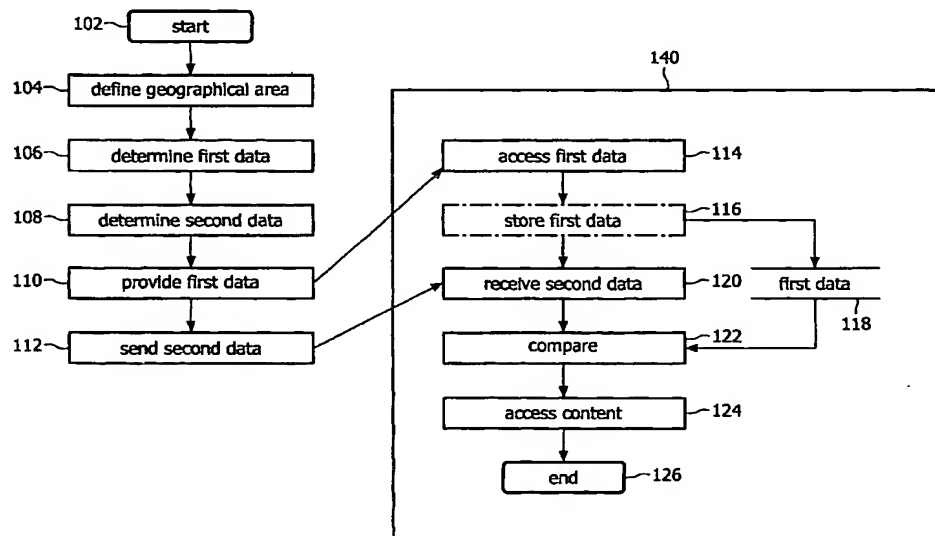 102 start
104 define geographical area
106 determine first data
108 determine second data
110 provide first data
112 send second data
140
access first data 114
store first data 116
receive second data 120
first data
118
compare 122
access content 124
end 126